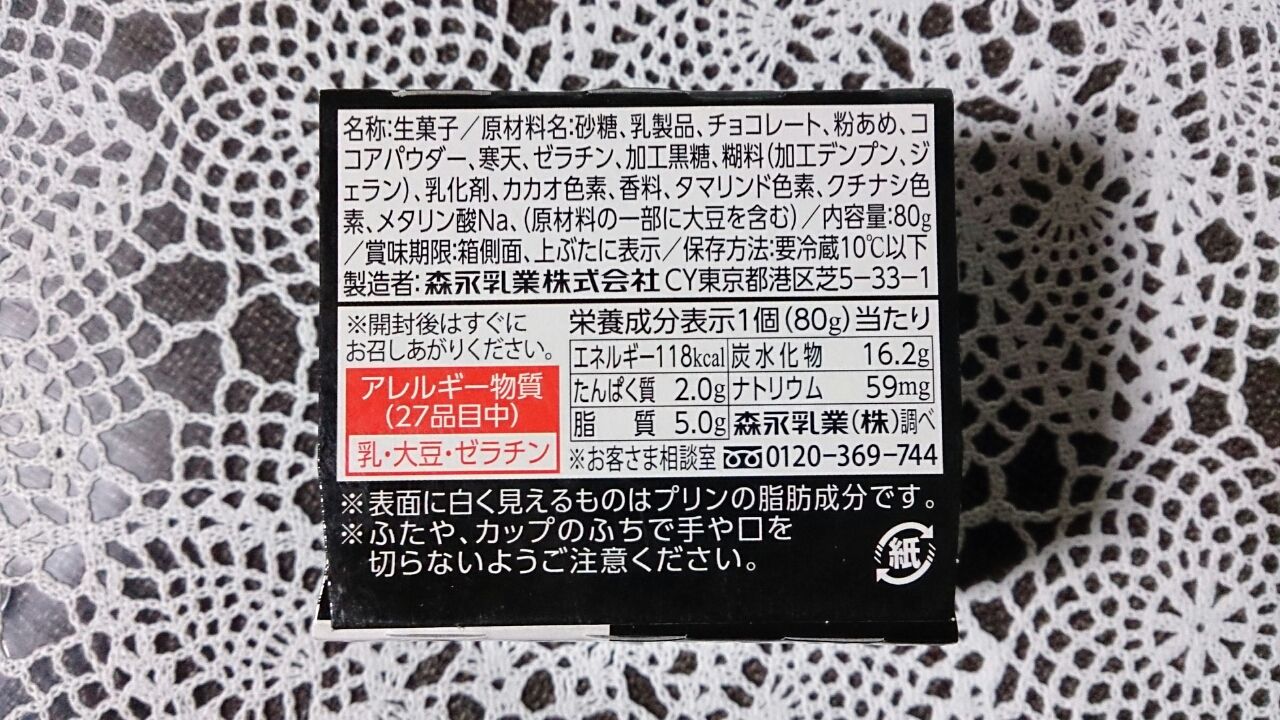 名称:生菓子/原材料名:砂糖、乳製品、チョコレート、粉あめ、コ
コアパウダー、寒天、ゼラチン、加工黒糖、糊料(加工デンプン、ジ
ェラン)、乳化剤、カカオ色素、香料、タマリンド色素、クチナシ色
素、メタリン酸Na、(原材料の一部に大豆を含む)/内容量:80g
/賞味期限:箱側面、上ぶたに表示/保存方法:要冷蔵10℃以下
製造者:森永乳業株式会社 CY東京都港区芝5-33-1
※開封後はすぐに
お召しあがりください。
アレルギー物質
(27品目中)
乳・大豆・ゼラチン
栄養成分表示1個(80g)当たり
エネルギー 118kcal 炭水化物 16.2g
たんぱく質 2.0g ナトリウム 59mg
脂質 5.0g 森永乳業(株)調べ
※お客さま相談室 0120-369-744
※表面に白く見えるものはプリンの脂肪成分です。
※ふたや、カップのふちで手や口を
切らないようご注意ください。
紙